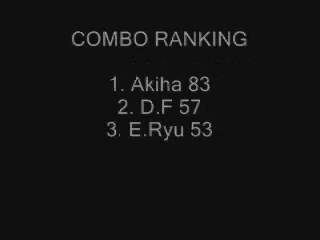 COMBO RANKING
1. Akiha 83
2. D.F 57
3. E.Ryu 53